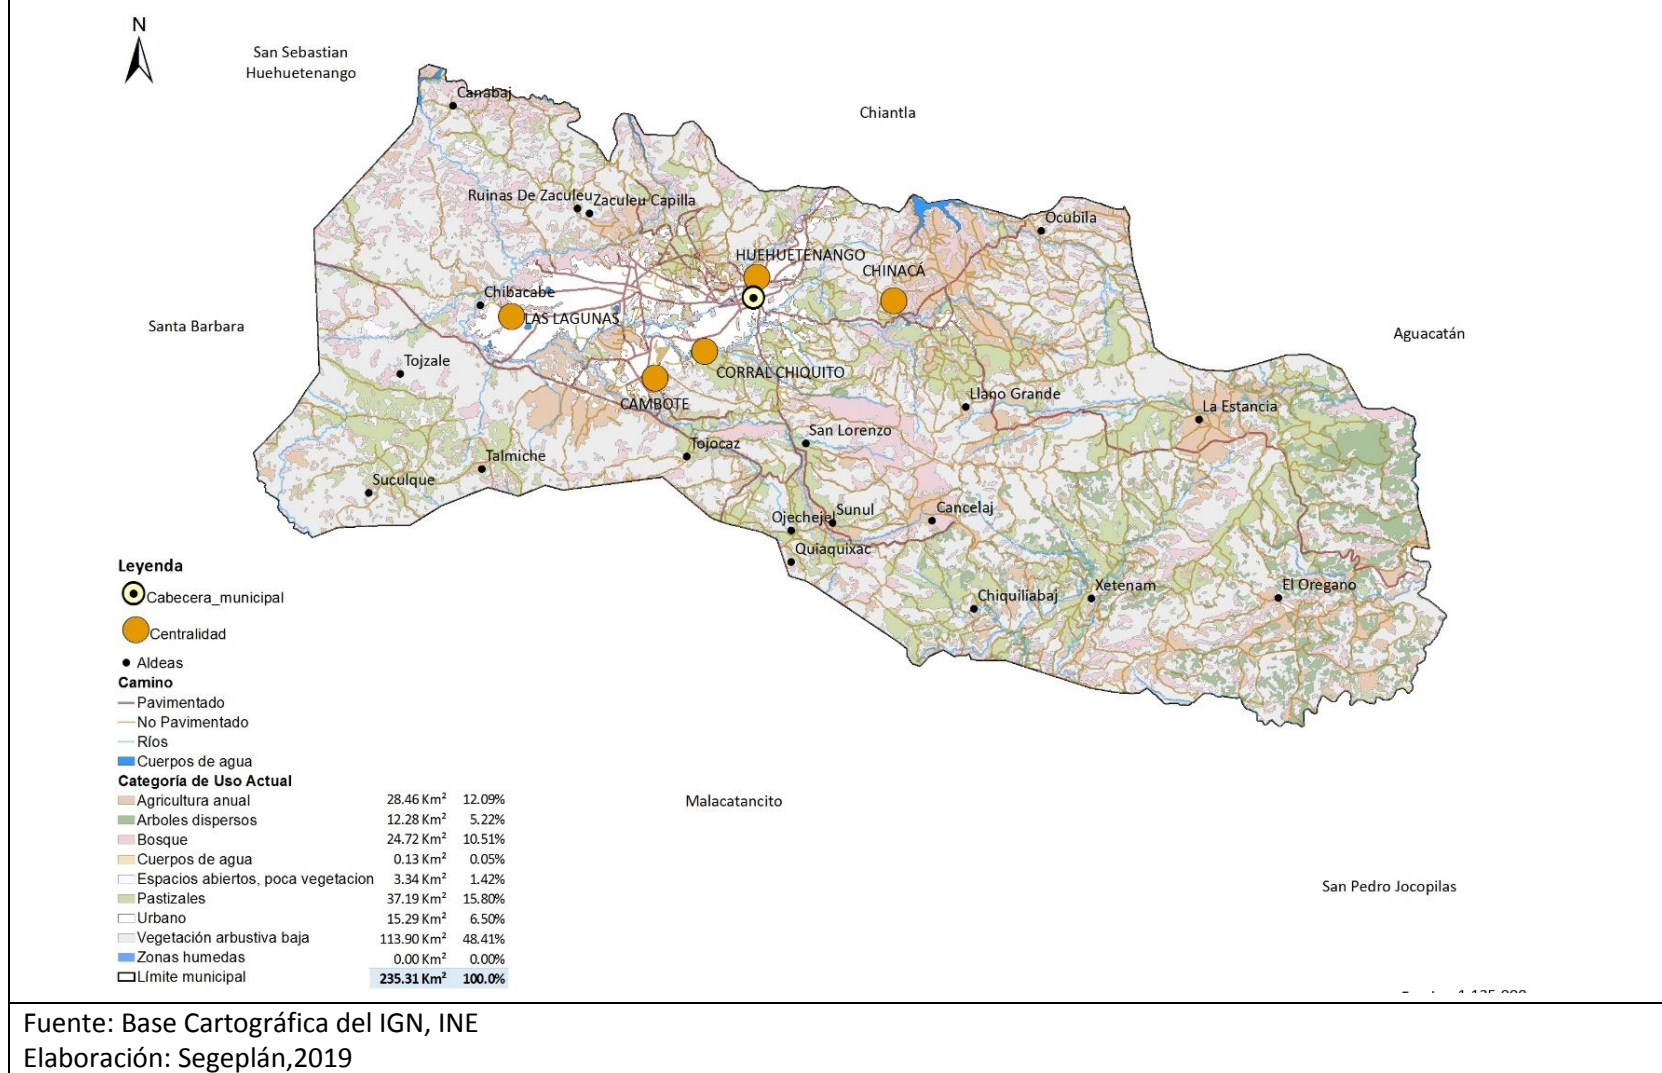 N
San Sebastian
Huehuetenango
Chiantla
Canabaj
Ruinas De Zaculeu
Zaculeu Capilla
Ocubila
HUEHUETENANGO
CHINACÁ
Chibacabe
LAS LAGUNAS
Santa Barbara
Aguacatán
Tojzale
CORRAL CHIQUITO
CAMBOTE
Llano Grande
La Estancia
San Lorenzo
Tojocaz
Talmiche
Suculque
Ojechejel
Sunul
Cancelaj
Quiaquixac
Chiquiliabaj
Xetenam
El Oregano
Leyenda
Cabecera_municipal
Centralidad
Aldeas
Camino
Pavimentado
No Pavimentado
Ríos
Cuerpos de agua
Categoría de Uso Actual
Agricultura anual 28.46 Km² 12.09%
Arboles dispersos 12.28 Km² 5.22%
Bosque 24.72 Km² 10.51%
Cuerpos de agua 0.13 Km² 0.05%
Espacios abiertos, poca vegetacion 3.34 Km² 1.42%
Pastizales 37.19 Km² 15.80%
Urbano 15.29 Km² 6.50%
Vegetación arbustiva baja 113.90 Km² 48.41%
Zonas humedas 0.00 Km² 0.00%
Límite municipal 235.31 Km² 100.0%
Malacatancito
San Pedro Jocopilas
Fuente: Base Cartográfica del IGN, INE
Elaboración: Segeplán,2019